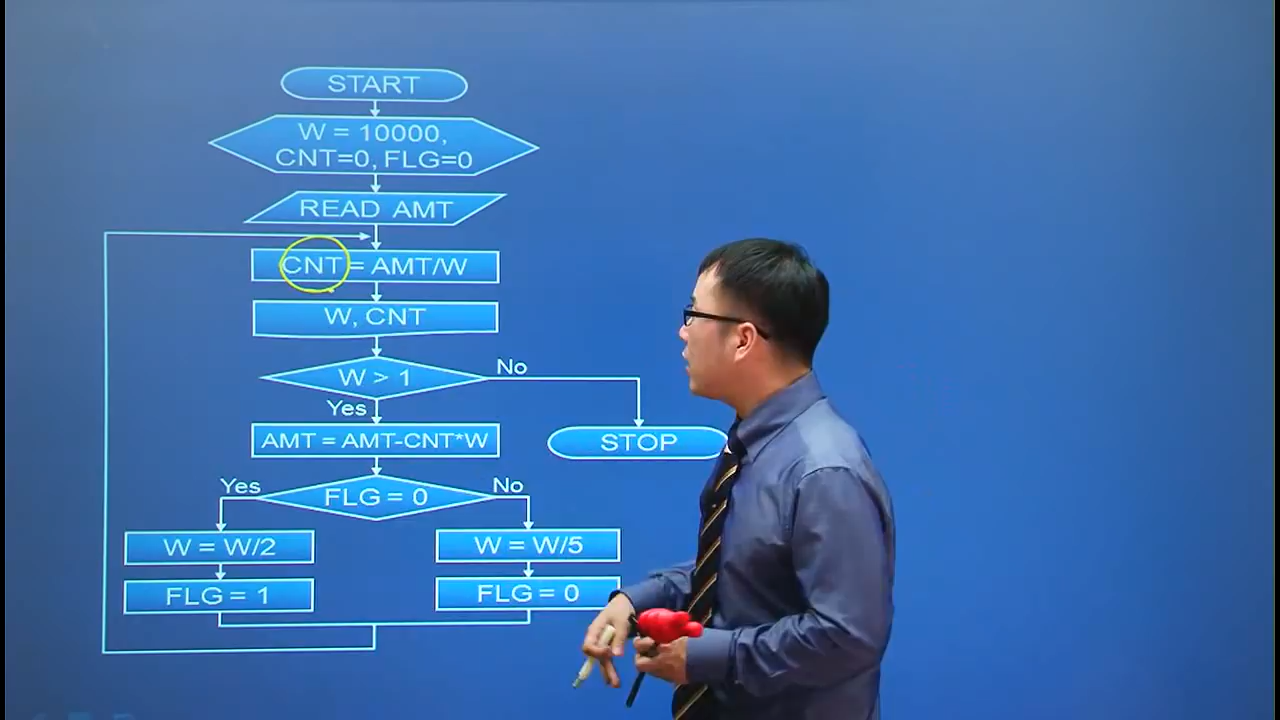 START
W = 10000,
CNT=0, FLG=0
READ AMT
CNT = AMT/W
W, CNT
W > 1
No
Yes
STOP
AMT = AMT-CNT*W
FLG = 0
Yes
No
W = W/2
W = W/5
FLG = 1
FLG = 0